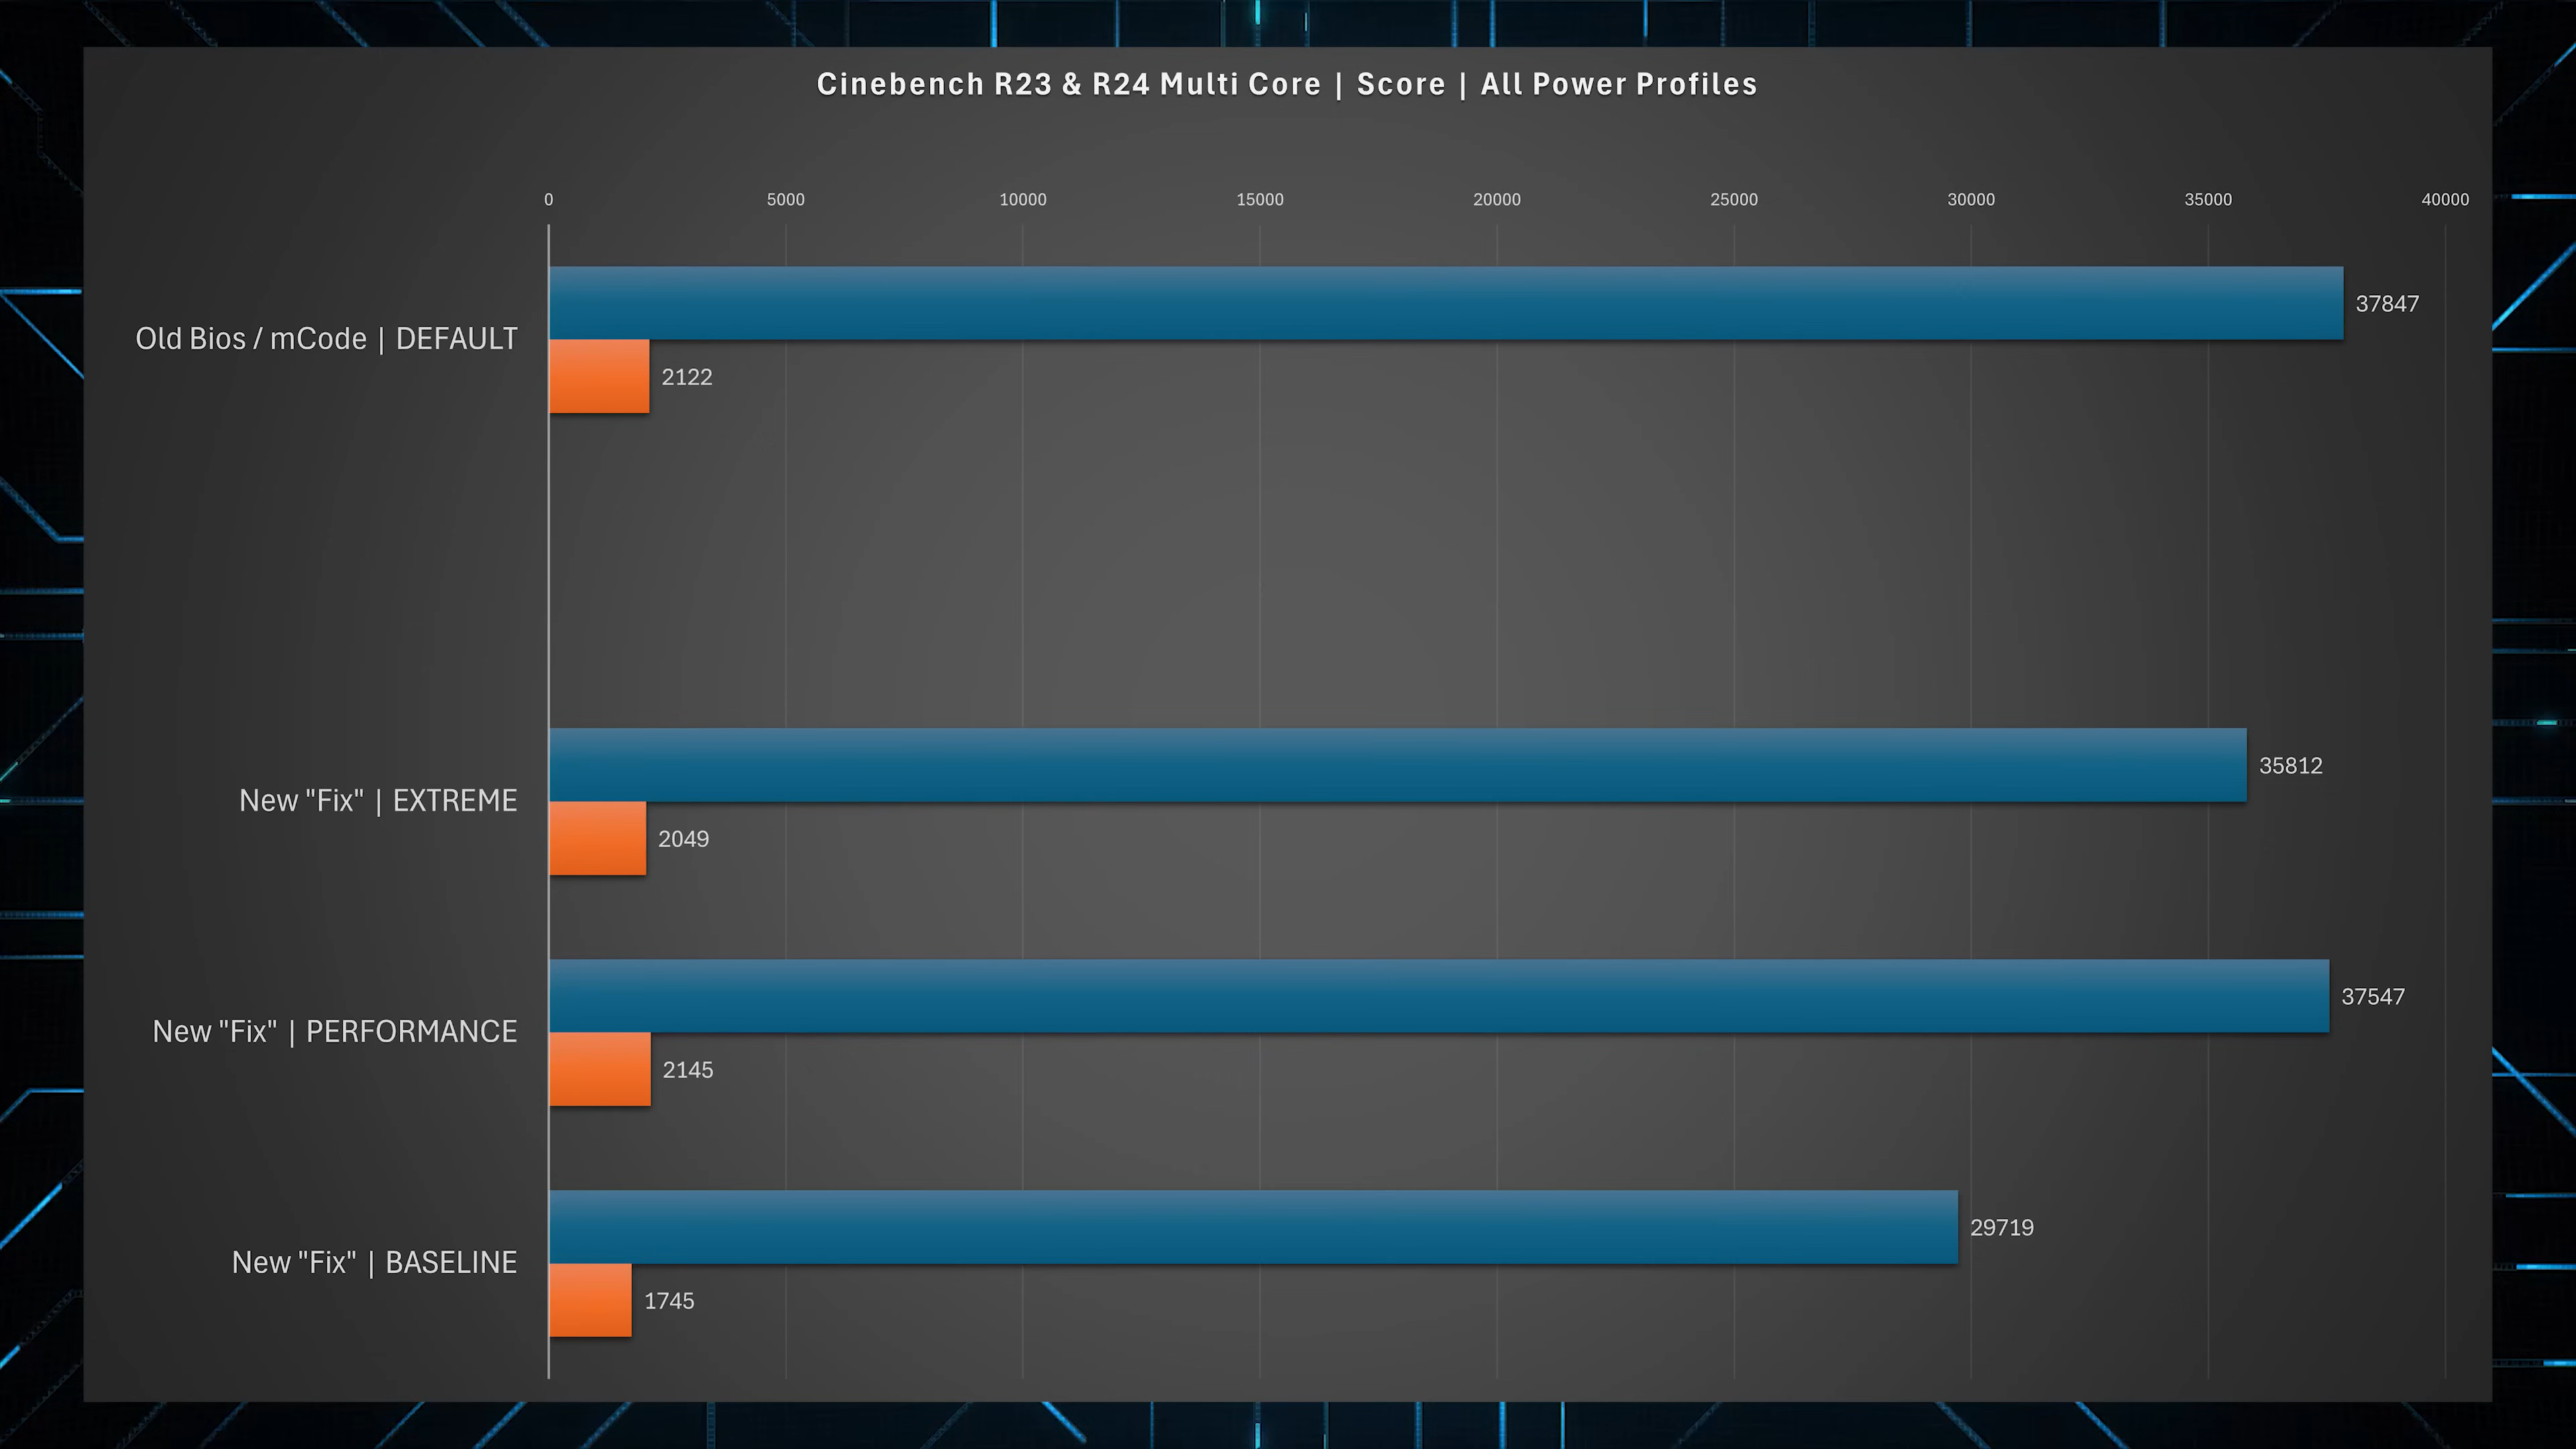 Cinebench R23 & R24 Multi Core | Score | All Power Profiles
0 5000 10000 15000 20000 25000 30000 35000 40000
Old Bios / mCode | DEFAULT
37847
2122
New "Fix" | EXTREME
35812
2049
New "Fix" | PERFORMANCE
37547
2145
New "Fix" | BASELINE
29719
1745